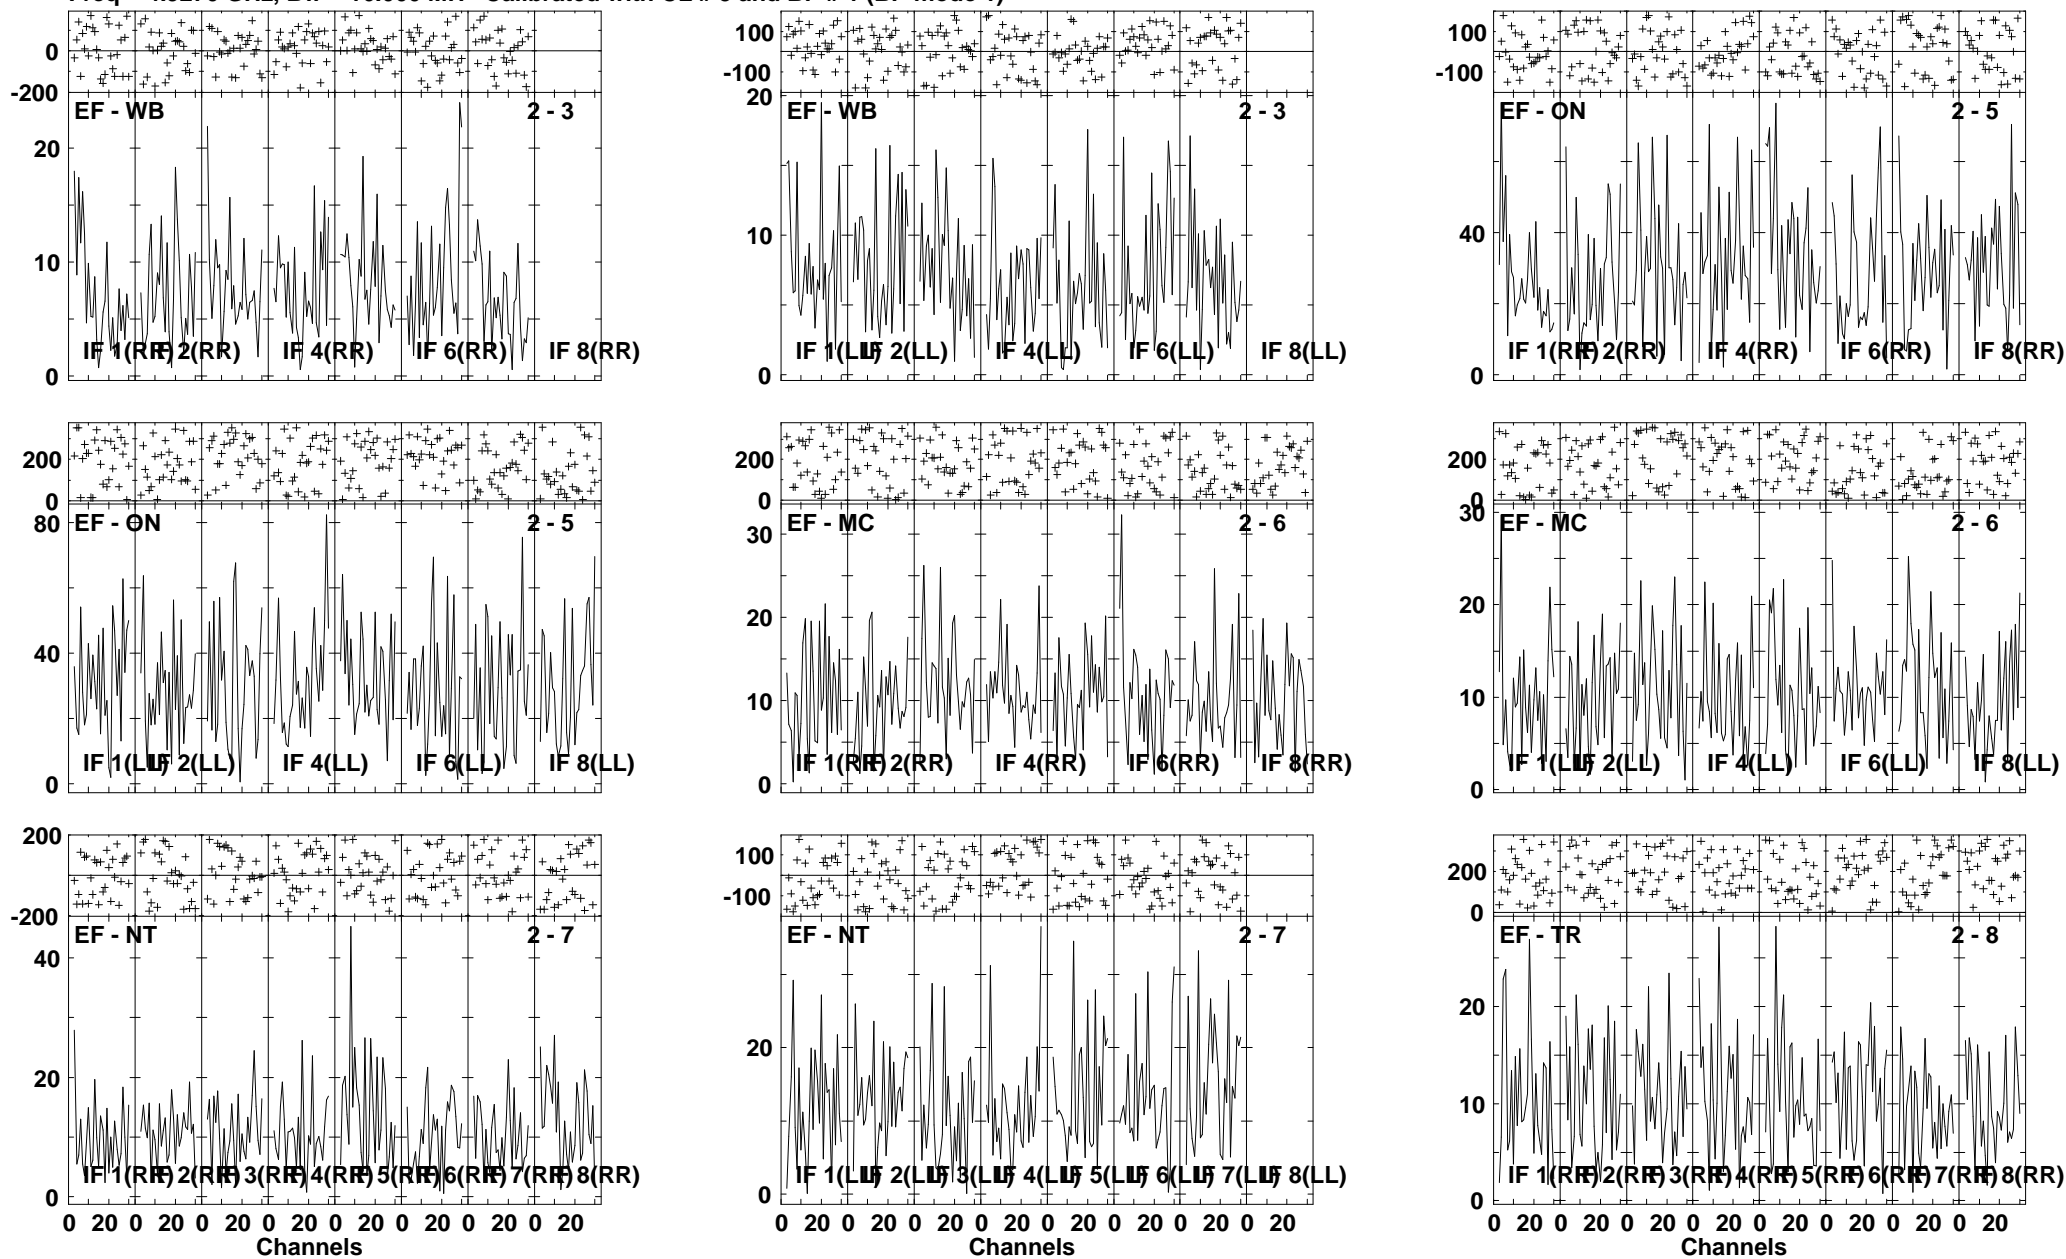 0
-200
EF - WB
2 - 3
20
10
0
IF 1(RR)
IF 2(RR)
IF 4(RR)
IF 6(RR)
IF 8(RR)
100
-100
20
EF - WB
2 - 3
10
0
IF 1(LL)
IF 2(LL)
IF 4(LL)
IF 6(LL)
IF 8(LL)
100
-100
EF - ON
2 - 5
40
0
IF 1(RR)
IF 2(RR)
IF 4(RR)
IF 6(RR)
IF 8(RR)
200
0
80
EF - ON
2 - 5
40
0
IF 1(LL)
IF 2(LL)
IF 4(LL)
IF 6(LL)
IF 8(LL)
200
0
30
EF - MC
2 - 6
20
10
0
IF 1(RR)
IF 2(RR)
IF 4(RR)
IF 6(RR)
IF 8(RR)
200
0
30
EF - MC
2 - 6
20
10
0
IF 1(LL)
IF 2(LL)
IF 4(LL)
IF 6(LL)
IF 8(LL)
200
-200
EF - NT
2 - 7
40
20
0
IF 1(RR)
IF 2(RR)
IF 3(RR)
IF 4(RR)
IF 5(RR)
IF 6(RR)
IF 7(RR)
IF 8(RR)
0 20 0 20 0 20 0 20 0 20 0 20 0 20 0 20
Channels
100
-100
EF - NT
2 - 7
20
0
IF 1(LL)
IF 2(LL)
IF 3(LL)
IF 4(LL)
IF 5(LL)
IF 6(LL)
IF 7(LL)
IF 8(LL)
0 20 0 20 0 20 0 20 0 20 0 20 0 20 0 20
Channels
200
0
EF - TR
2 - 8
20
10
0
IF 1(RR)
IF 2(RR)
IF 3(RR)
IF 4(RR)
IF 5(RR)
IF 6(RR)
IF 7(RR)
IF 8(RR)
0 20 0 20 0 20 0 20 0 20 0 20 0 20 0 20
Channels